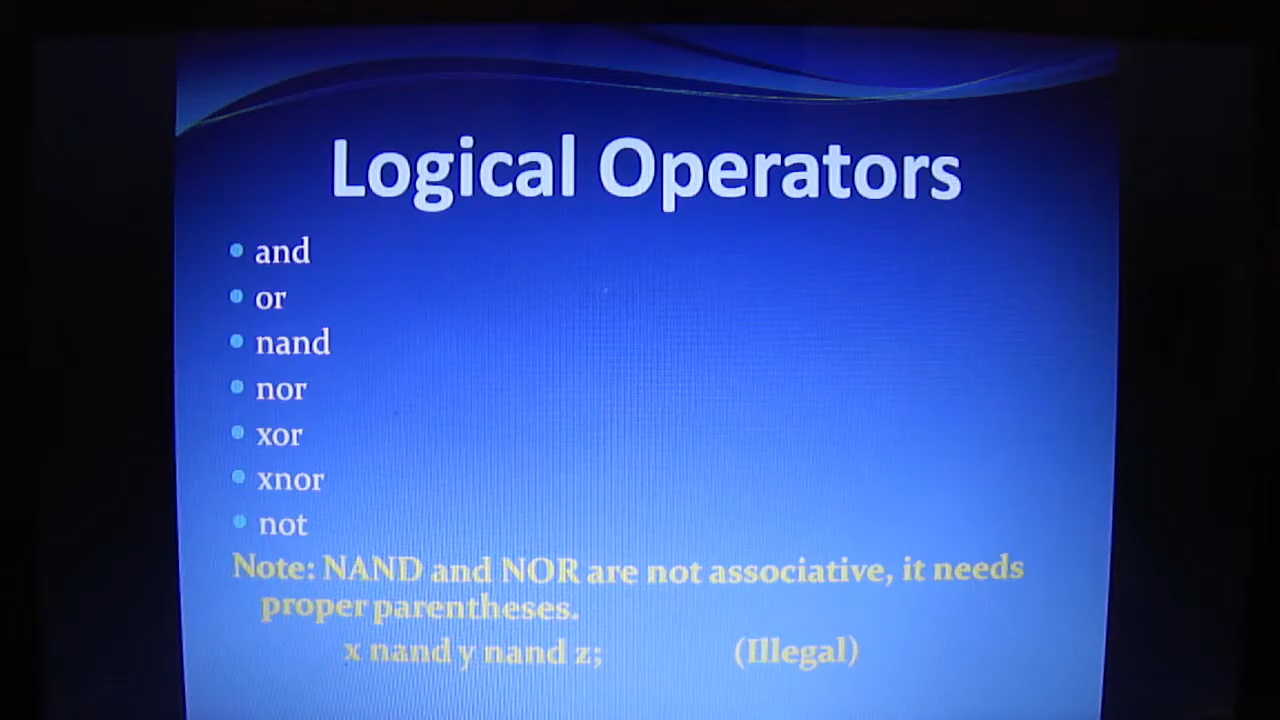 Logical Operators
and
or
nand
nor
xor
xnor
not
Note: NAND and NOR are not associative, it needs
proper parentheses.
x nand y nand z; (Illegal)